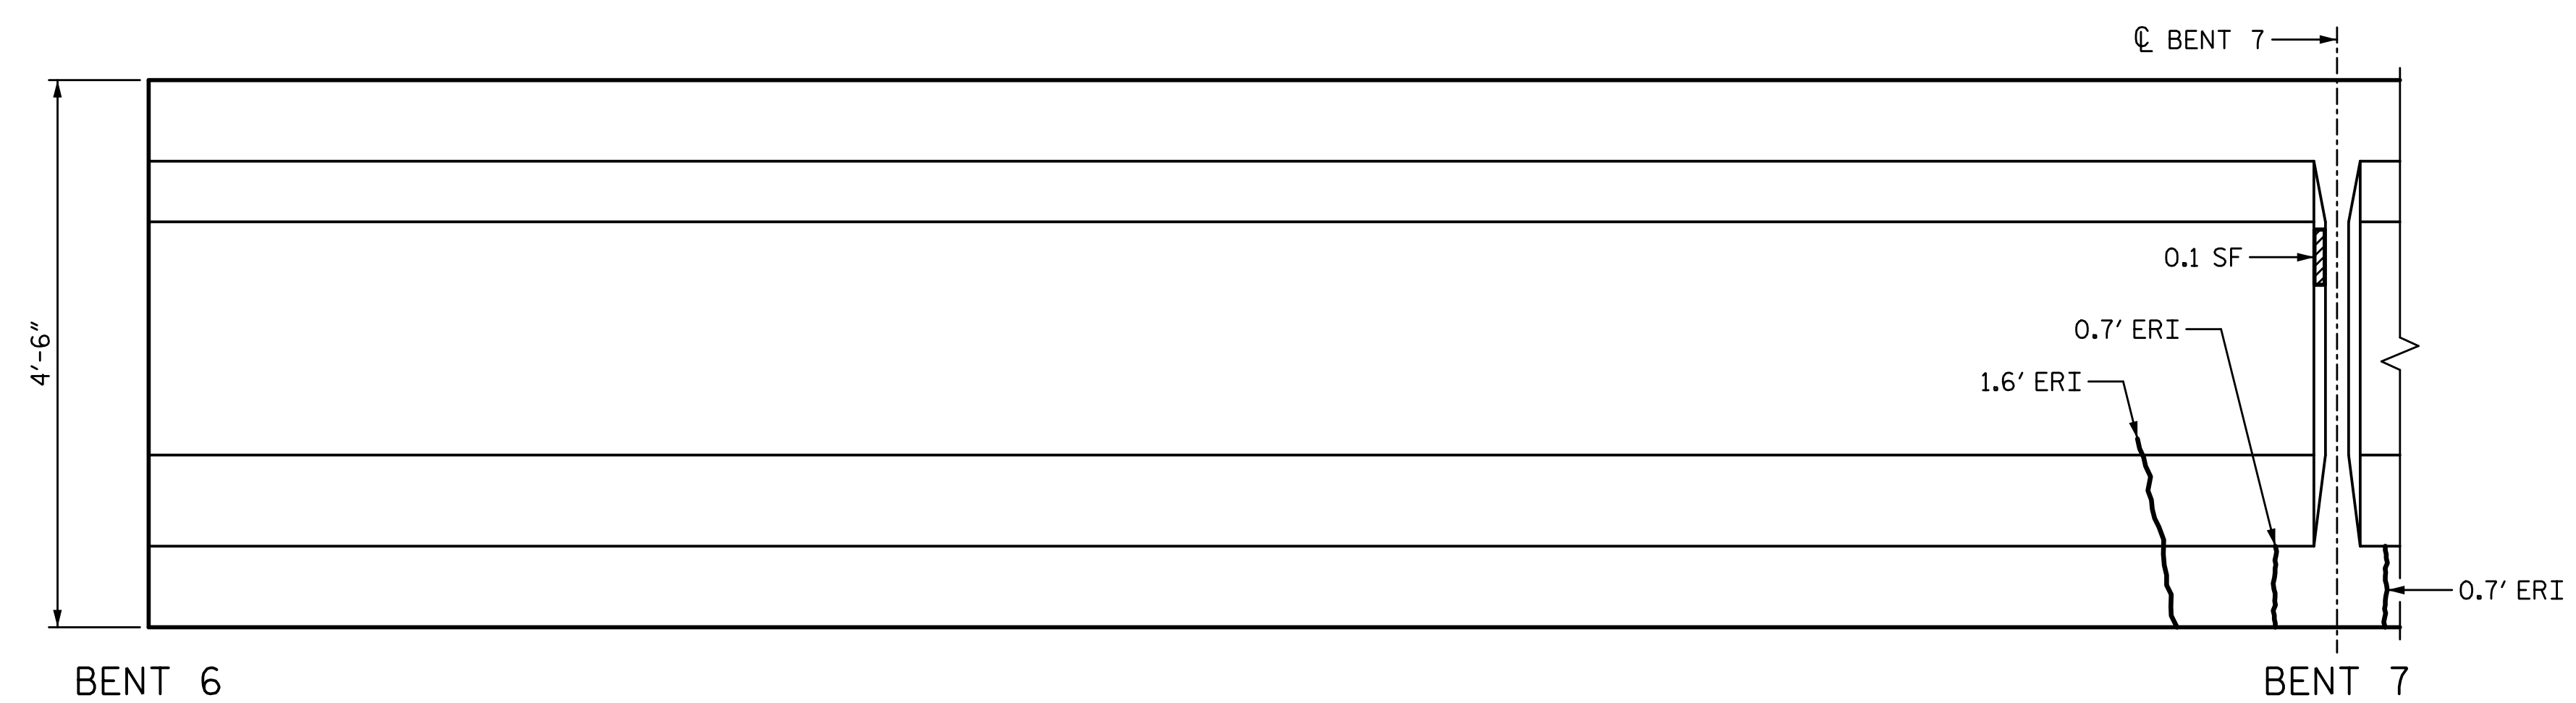 ℄ BENT 7
0.1 SF
0.7' ERI
4'-6"
1.6' ERI
0.7' ERI
BENT 6
BENT 7